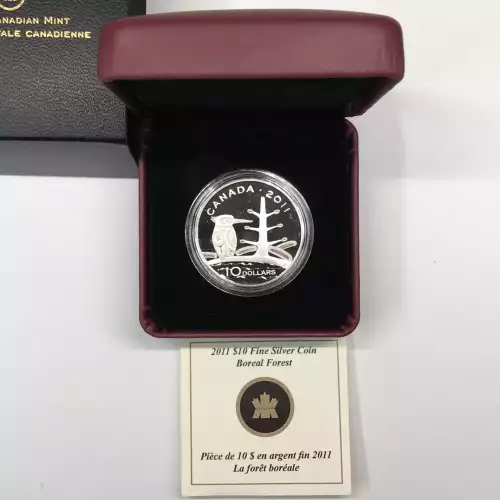 CANADIAN MINT
ALE CANADIENNE
CANADA · 2011
10 DOLLARS
2011 $10 Fine Silver Coin
Boreal Forest
Pièce de 10 $ en argent fin 2011
La forêt boréale